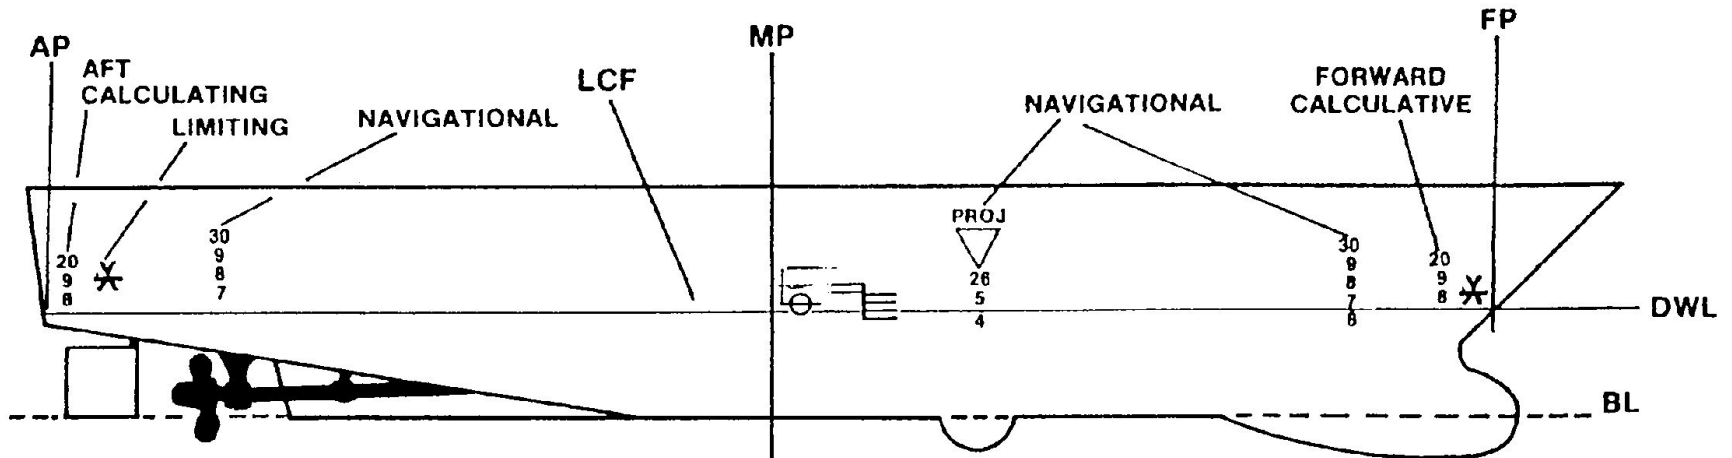 AP
AFT
CALCULATING
LIMITING
NAVIGATIONAL
LCF
MP
NAVIGATIONAL
FORWARD
CALCULATIVE
FP
20
9
8
30
9
8
7
PROJ
26
5
4
30
9
8
7
6
20
9
8
DWL
BL